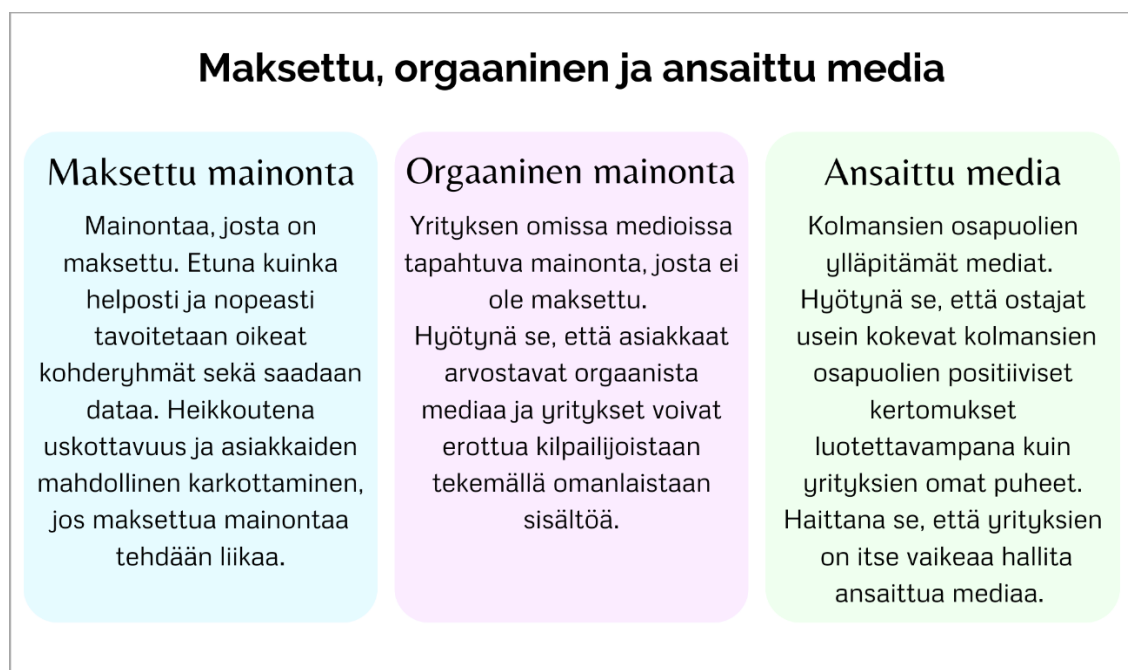 Maksettu, orgaaninen ja ansaittu media
Maksettu mainonta
Mainontaa, josta on
maksettu. Etuna kuinka
helposti ja nopeasti
tavoitetaan oikeat
kohderyhmät sekä saadaan
dataa. Heikkoutena
uskottavuus ja asiakkaiden
mahdollinen karkottaminen,
jos maksettua mainontaa
tehdään liikaa.
Orgaaninen mainonta
Yrityksen omissa medioissa
tapahtuva mainonta, josta ei
ole maksettu.
Hyötynä se, että asiakkaat
arvostavat orgaanista
mediaa ja yritykset voivat
erottua kilpailijoistaan
tekemällä omanlaistaan
sisältöä.
Ansaittu media
Kolmansien osapuolien
ylläpitämät mediat.
Hyötynä se, että ostajat
usein kokevat kolmansien
osapuolien positiiviset
kertomukset
luotettavampana kuin
yrityksien omat puheet.
Haittana se, että yrityksien
on itse vaikeaa hallita
ansaittua mediaa.